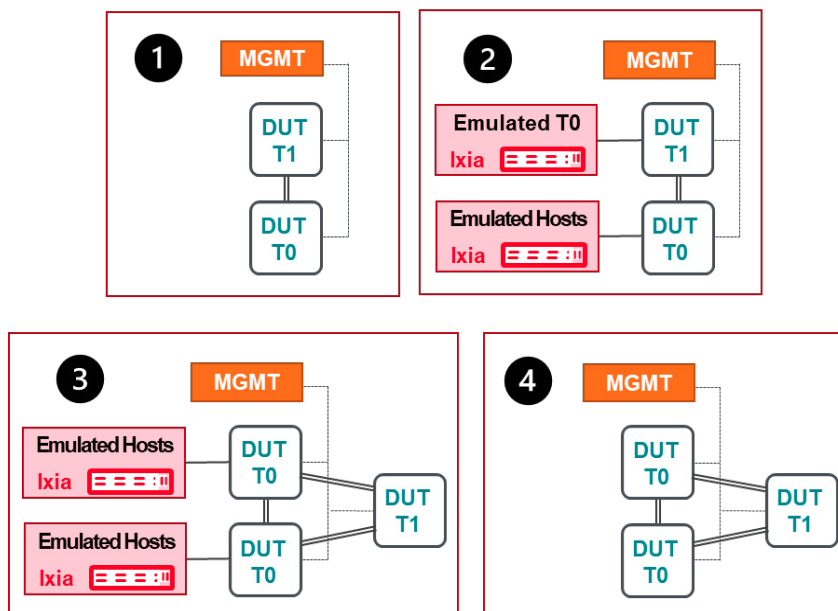 1
MGMT
DUT
T1
DUT
T0
2
MGMT
Emulated T0
Ixia
DUT
T1
Emulated Hosts
Ixia
DUT
T0
3
MGMT
Emulated Hosts
Ixia
DUT
T0
Emulated Hosts
Ixia
DUT
T0
DUT
T1
4
MGMT
DUT
T0
DUT
T0
DUT
T1